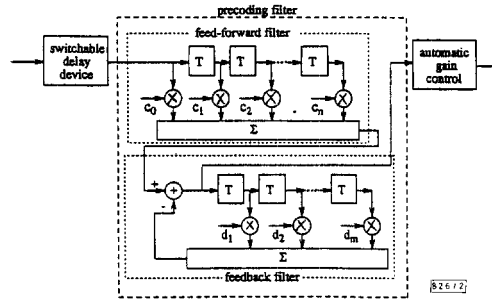 precoding filter
feed-forward filter
switchable
delay
device
T T T
automatic
gain
control
c0 c1 c2 cn
Σ
+
+
-
T T T
d1 d2 dm
Σ
feedback filter
826/2